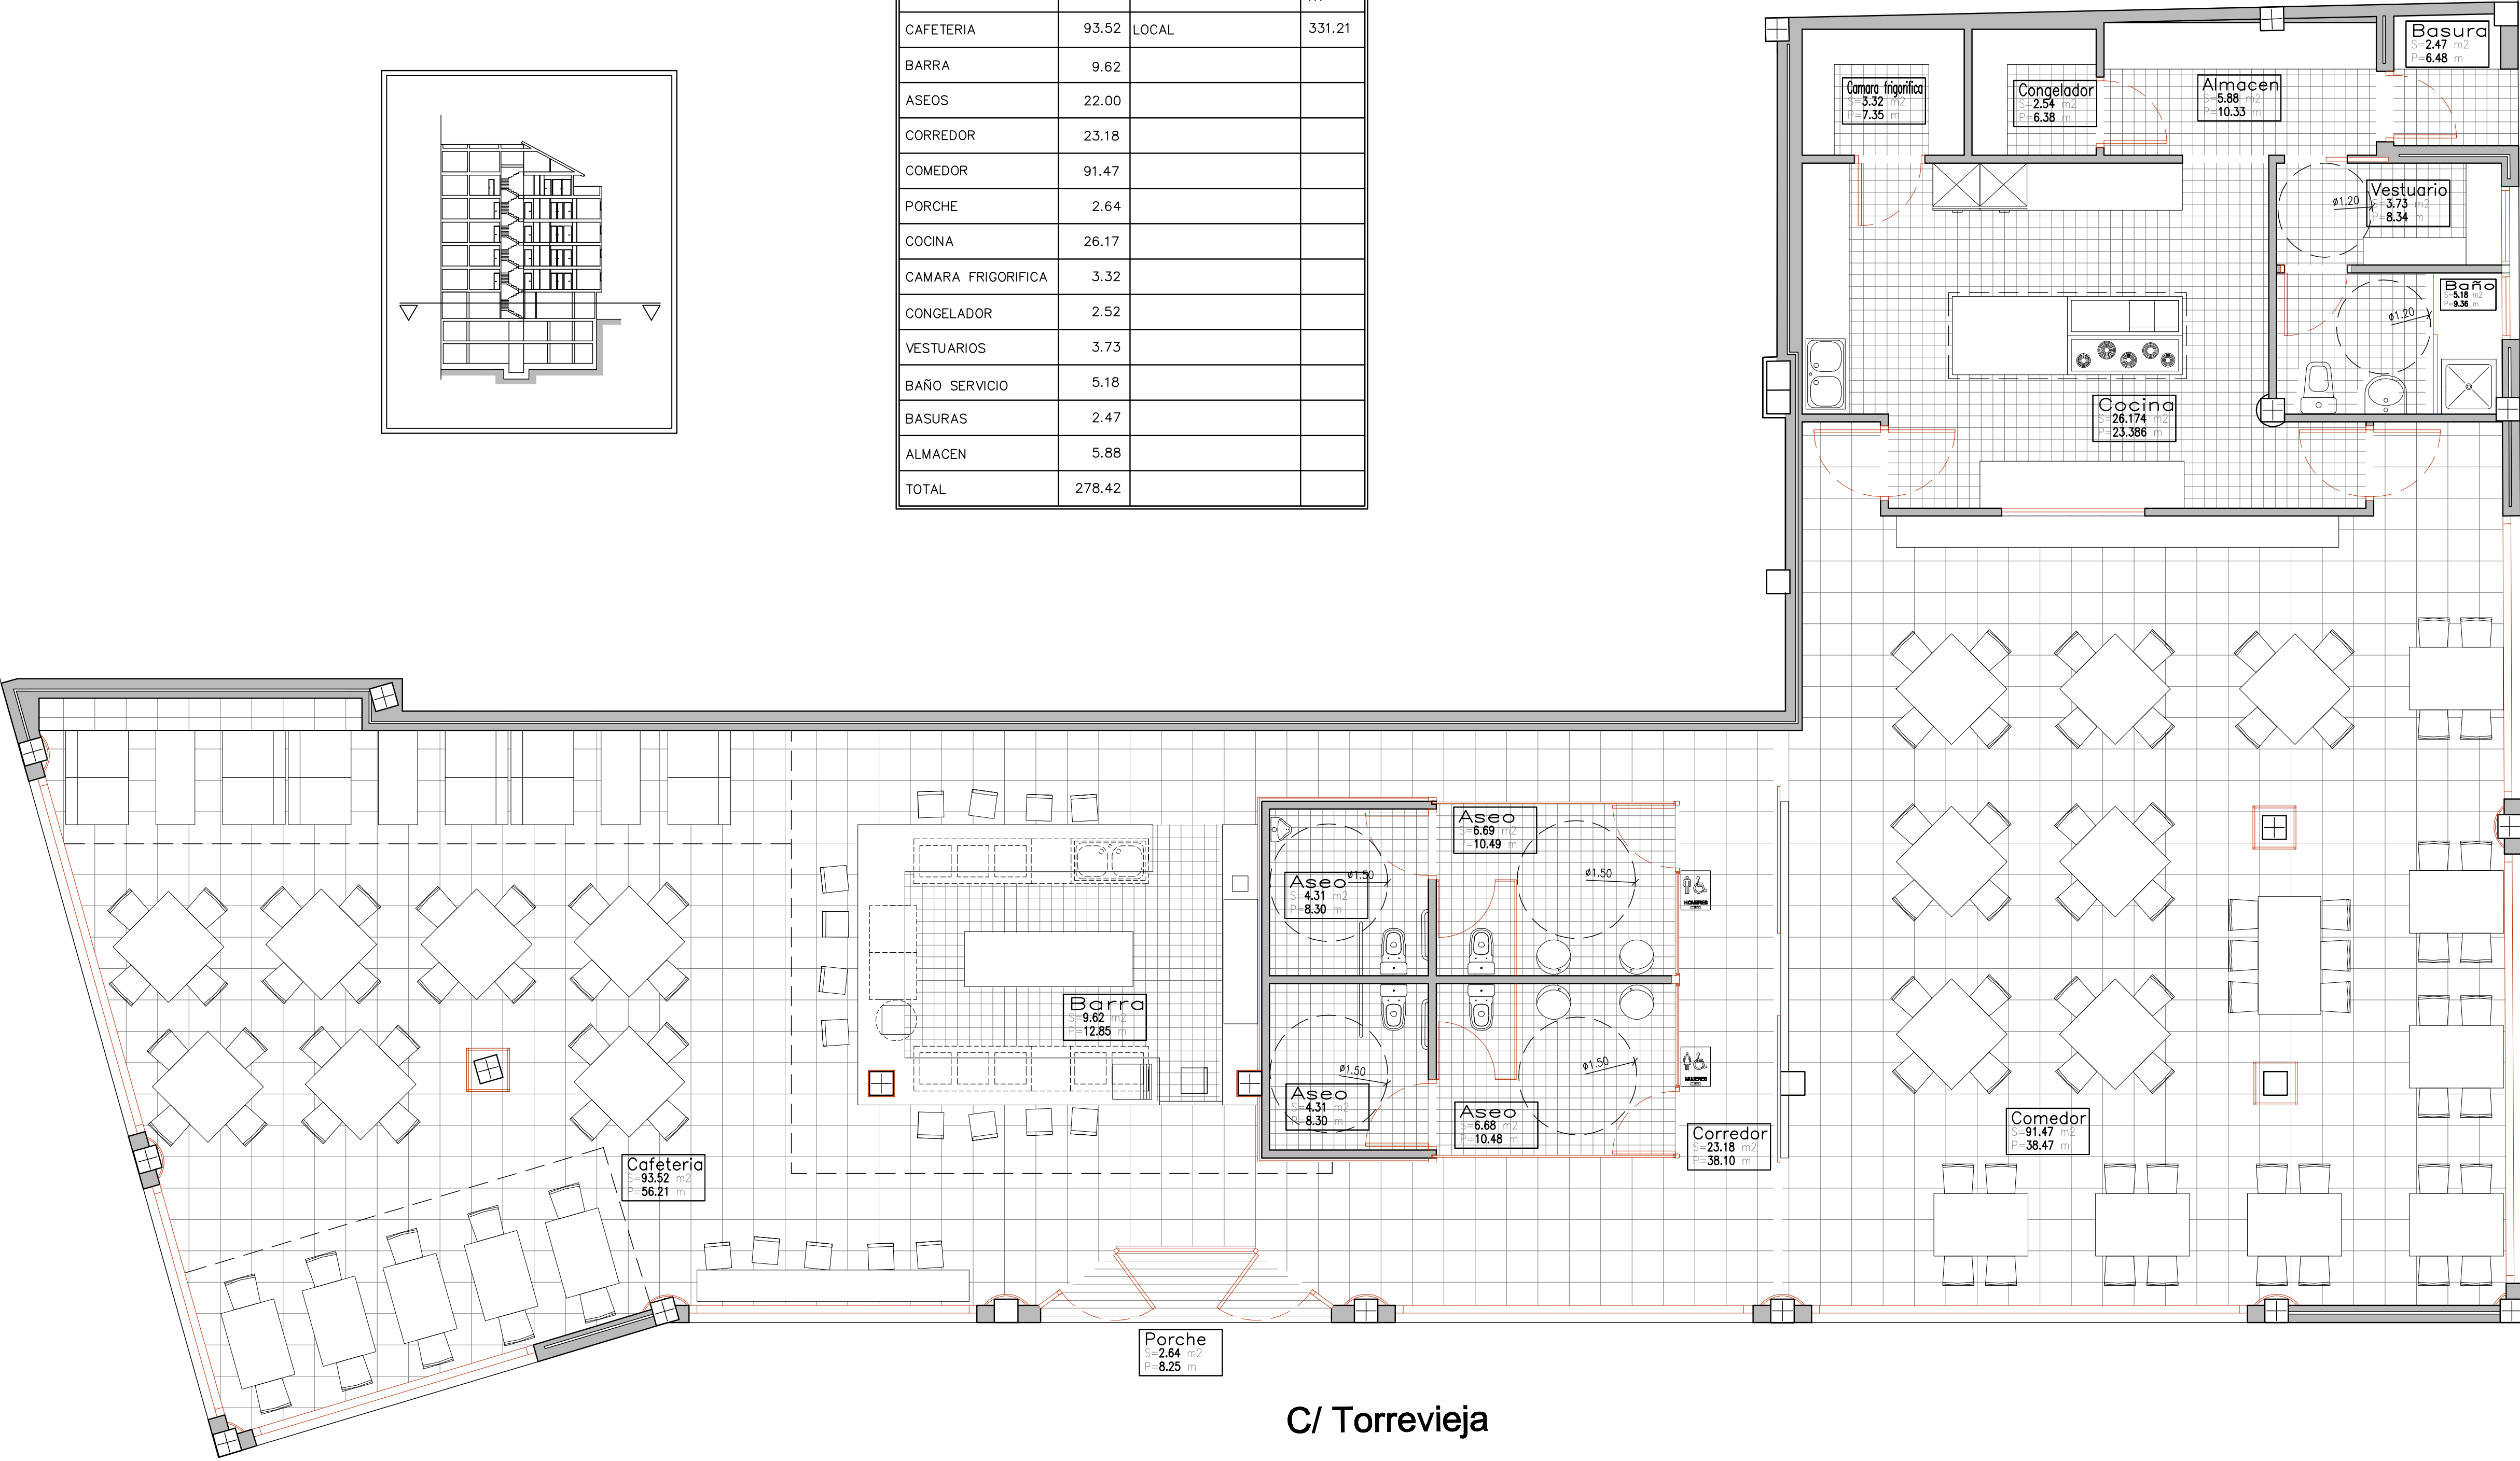 CAFETERIA 93.52 LOCAL 331.21
BARRA 9.62
ASEOS 22.00
CORREDOR 23.18
COMEDOR 91.47
PORCHE 2.64
COCINA 26.17
CAMARA FRIGORIFICA 3.32
CONGELADOR 2.52
VESTUARIOS 3.73
BAÑO SERVICIO 5.18
BASURAS 2.47
ALMACEN 5.88
TOTAL 278.42
Basura
S=2.47 m2
P=6.48 m
Camara frigorifica
S=3.32 m2
P=7.35 m
Congelador
S=2.54 m2
P=6.38 m
Almacen
S=5.88 m2
P=10.33 m
Vestuario
S=3.73 m2
P=8.34 m
ø1.20
Baño
S=5.18 m2
P=9.36 m
ø1.20
Cocina
S=26.174 m2
P=23.386 m
Aseo
S=6.69 m2
P=10.49 m
ø1.50
Aseo
S=4.31 m2
P=8.30 m
ø1.50
HOMBRES
Barra
S=9.62 m2
P=12.85 m
ø1.50
Aseo
S=4.31 m2
P=8.30 m
ø1.50
MUJERES
Aseo
S=6.68 m2
P=10.48 m
Corredor
S=23.18 m2
P=38.10 m
Comedor
S=91.47 m2
P=38.47 m
Cafeteria
S=93.52 m2
P=56.21 m
Porche
S=2.64 m2
P=8.25 m
C/ Torrevieja